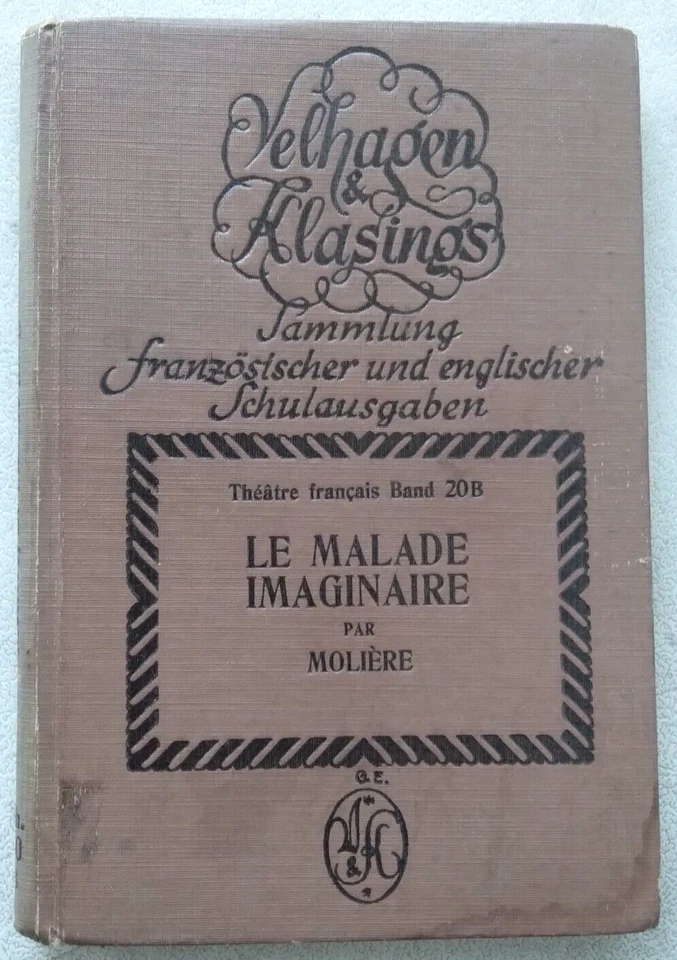 Velhagen
&
Klasings
Sammlung
französischer und englischer
Schulausgaben
Théâtre français Band 20B
LE MALADE
IMAGINAIRE
PAR
MOLIÈRE
G.E.
V
&K